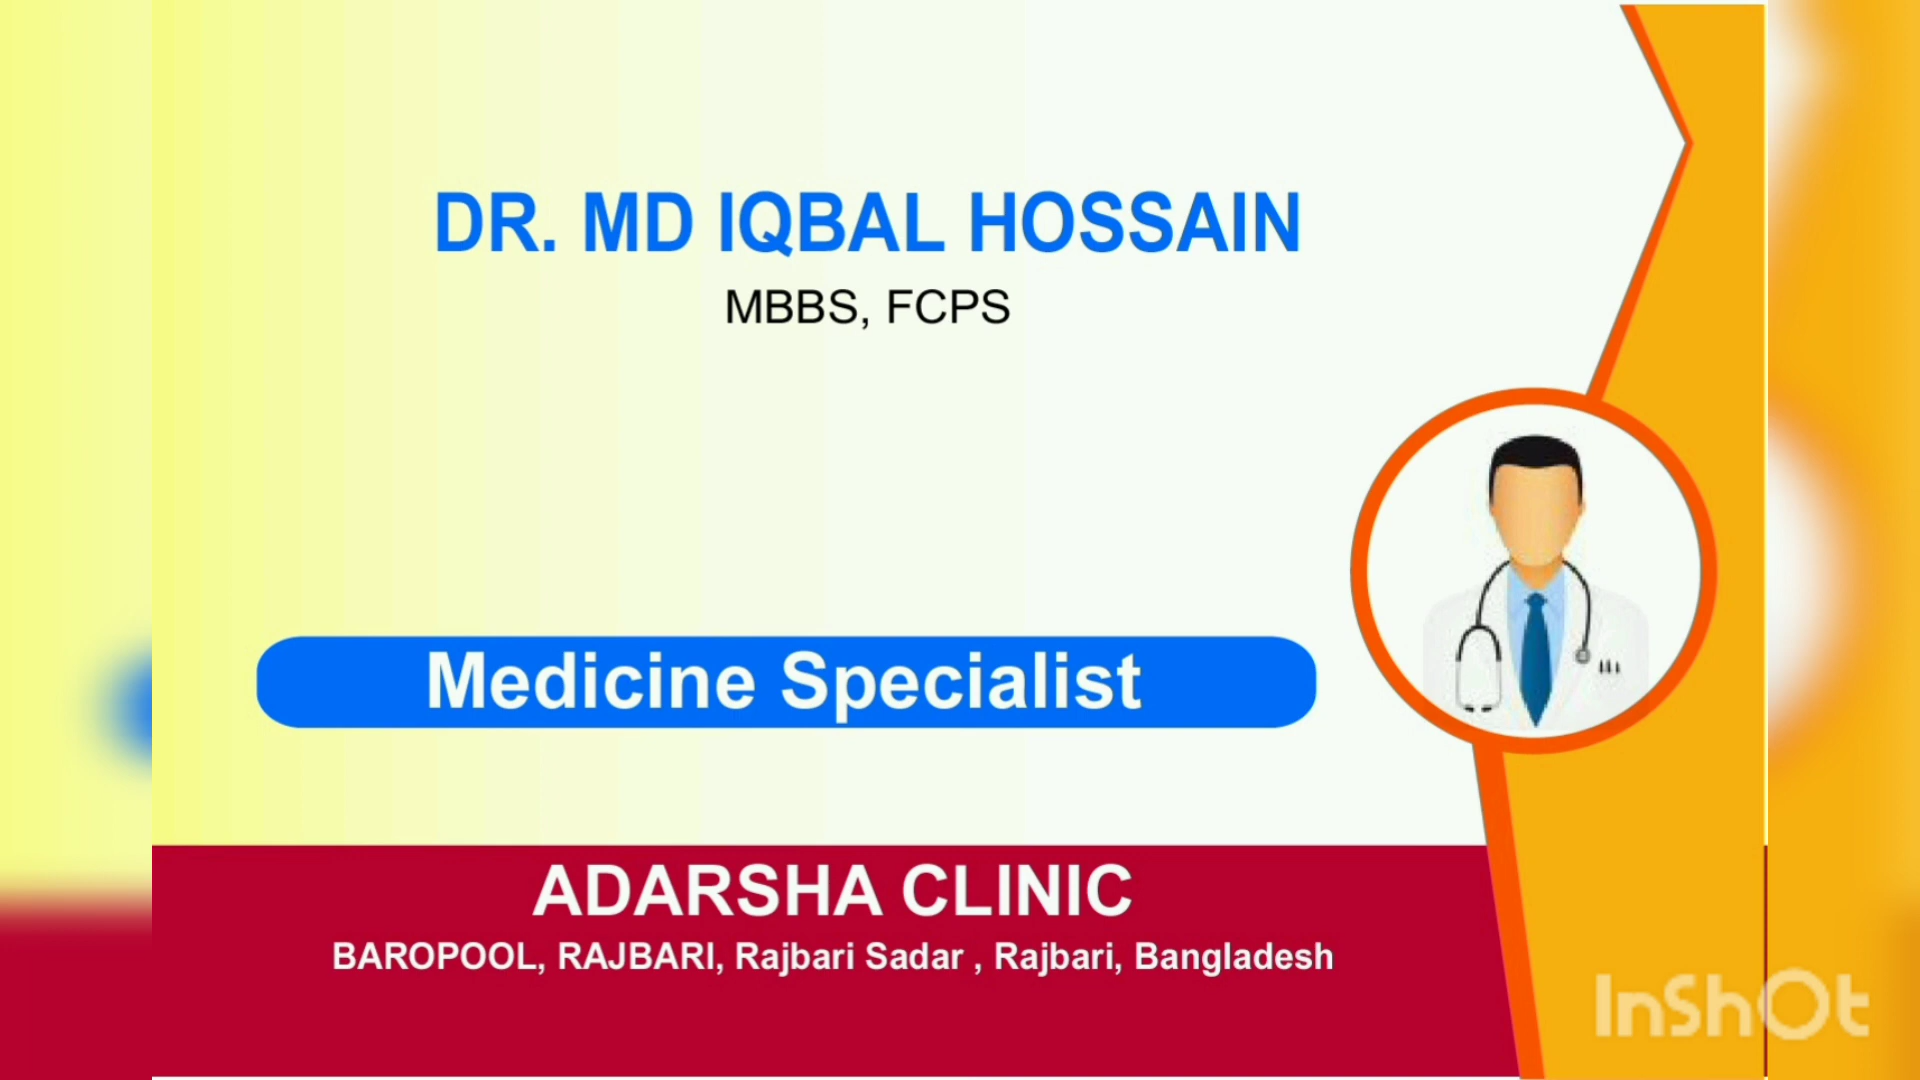 DR. MD IQBAL HOSSAIN
MBBS, FCPS
Medicine Specialist
ADARSHA CLINIC
BAROPOOL, RAJBARI, Rajbari Sadar , Rajbari, Bangladesh
InShOt